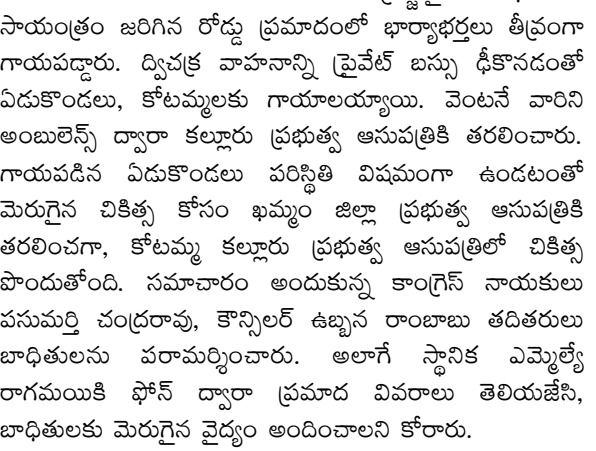 సాయంత్రం జరిగిన రోడ్డు ప్రమాదంలో భార్యాభర్తలు తీవ్రంగా
గాయపడ్డారు. ద్విచక్ర వాహనాన్ని ప్రైవేట్ బస్సు ఢీకొనడంతో
ఏడుకొండలు, కోటమ్మలకు గాయాలయ్యాయి. వెంటనే వారిని
అంబులెన్స్ ద్వారా కల్లూరు ప్రభుత్వ ఆసుపత్రికి తరలించారు.
గాయపడిన ఏడుకొండలు పరిస్థితి విషమంగా ఉండటంతో
మెరుగైన చికిత్స కోసం ఖమ్మం జిల్లా ప్రభుత్వ ఆసుపత్రికి
తరలించగా, కోటమ్మ కల్లూరు ప్రభుత్వ ఆసుపత్రిలో చికిత్స
పొందుతోంది. సమాచారం అందుకున్న కాంగ్రెస్ నాయకులు
పసుమర్తి చంద్రరావు, కౌన్సిలర్ ఉబ్బన రాంబాబు తదితరులు
బాధితులను పరామర్శించారు. అలాగే స్థానిక ఎమ్మెల్యే
రాగమయికి ఫోన్ ద్వారా ప్రమాద వివరాలు తెలియజేసి,
బాధితులకు మెరుగైన వైద్యం అందించాలని కోరారు.